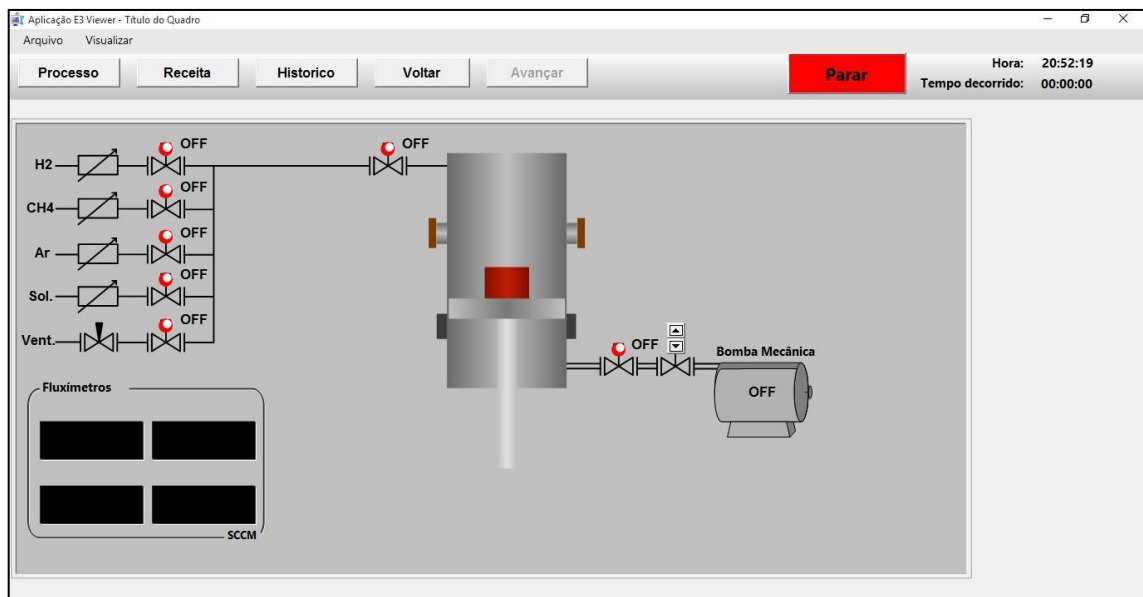 Aplicação E3 Viewer - Título do Quadro
Arquivo Visualizar
Processo Receita Historico Voltar Avançar Parar
Hora: 20:52:19
Tempo decorrido: 00:00:00
H2 OFF OFF
CH4 OFF
Ar OFF
Sol. OFF
Vent. OFF
OFF
Bomba Mecânica
OFF
Fluxímetros
SCCM